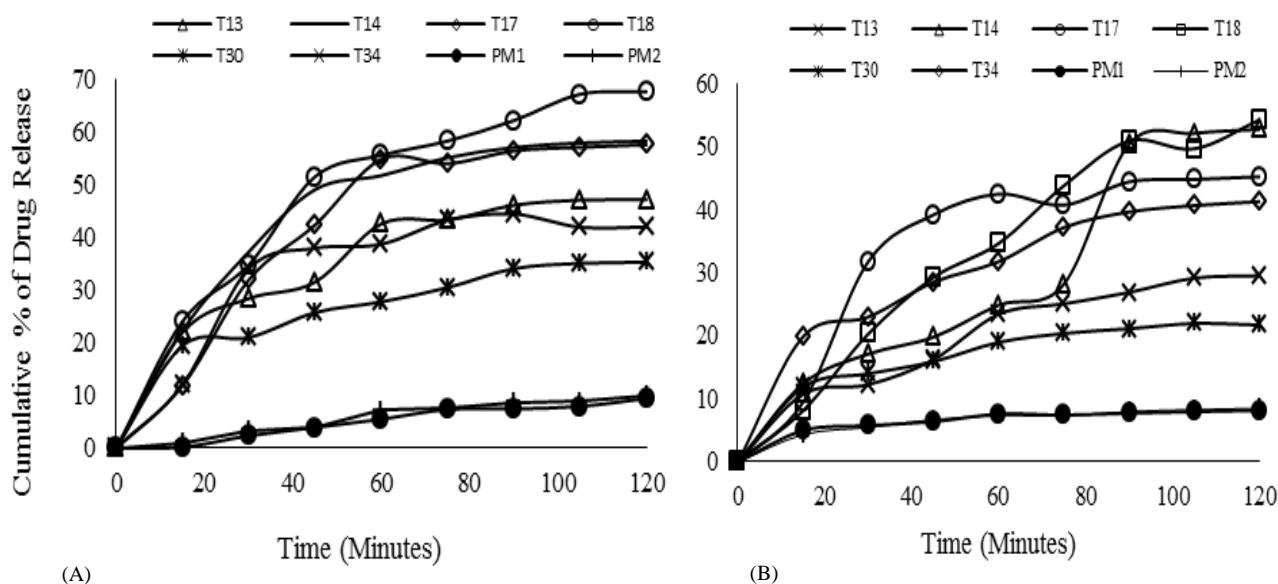 T13 T14 T17 T18
T30 T34 PM1 PM2
70
60
50
40
30
20
10
0
0 20 40 60 80 100 120
Cumulative % of Drug Release
Time (Minutes)
(A)
T13 T14 T17 T18
T30 T34 PM1 PM2
60
50
40
30
20
10
0
0 20 40 60 80 100 120
Time (Minutes)
(B)